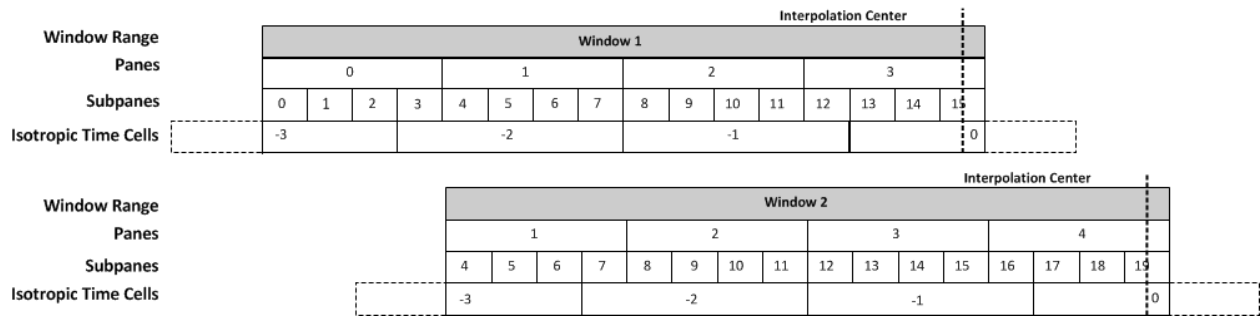 Interpolation Center
Window Range Window 1
Panes 0 1 2 3
Subpanes 0 1 2 3 4 5 6 7 8 9 10 11 12 13 14 15
Isotropic Time Cells -3 -2 -1 0
Interpolation Center
Window Range Window 2
Panes 1 2 3 4
Subpanes 4 5 6 7 8 9 10 11 12 13 14 15 16 17 18 19
Isotropic Time Cells -3 -2 -1 0